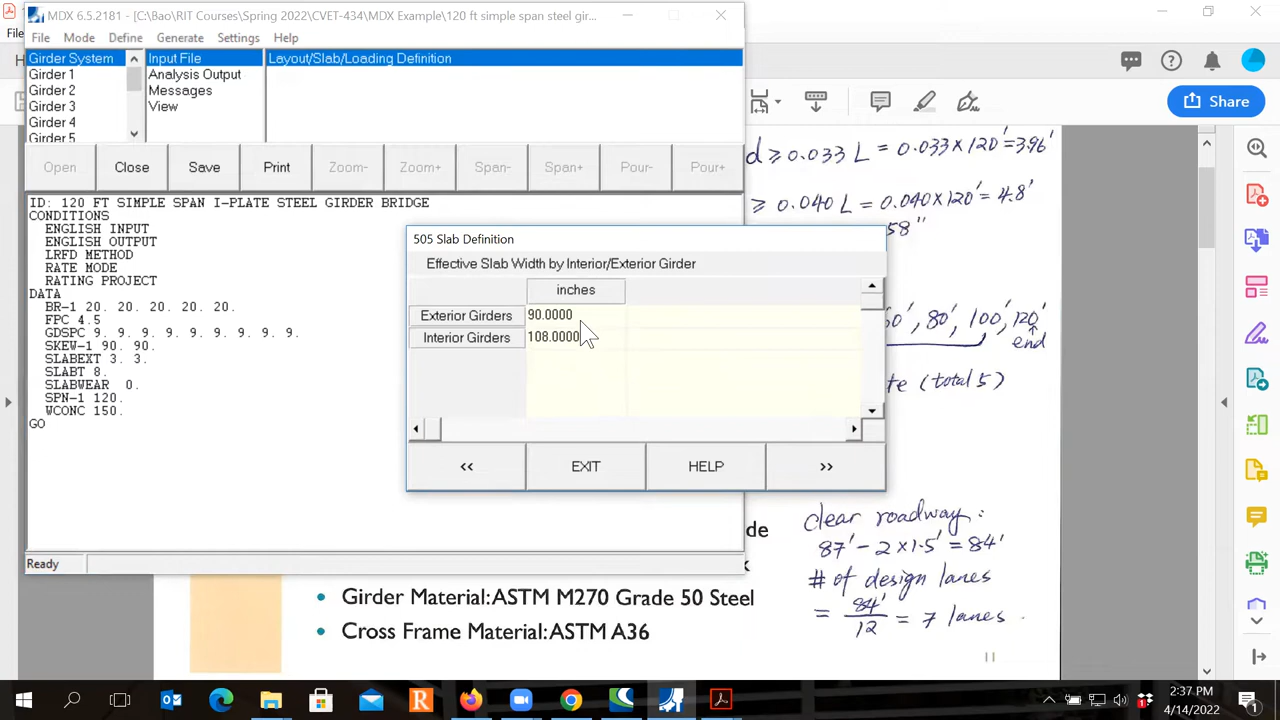 MDX 6.5.2181 - [C:\Bao\RIT Courses\Spring 2022\CVET-434\MDX Example\120 ft simple span steel gir...
File Mode Define Generate Settings Help
Girder System
Girder 1
Girder 2
Girder 3
Girder 4
Girder 5
Input File
Analysis Output
Messages
View
Layout/Slab/Loading Definition
Open Close Save Print Zoom- Zoom+ Span- Span+ Pour- Pour+
ID: 120 FT SIMPLE SPAN I-PLATE STEEL GIRDER BRIDGE
CONDITIONS
ENGLISH INPUT
ENGLISH OUTPUT
LRFD METHOD
RATE MODE
RATING PROJECT
DATA
BR-1 20. 20. 20. 20. 20.
FPC 4.5
GDSPC 9. 9. 9. 9. 9. 9. 9. 9. 9.
SKEW-1 90. 90.
SLABEXT 3. 3.
SLABT 8.
SLABWEAR 0.
SPN-1 120.
WCONC 150.
GO
Ready
505 Slab Definition
Effective Slab Width by Interior/Exterior Girder
inches
Exterior Girders 90.0000
Interior Girders 108.0000
<< EXIT HELP >>
Share
d ≥ 0.033 L = 0.033×120' = 3.96'
≥ 0.040 L = 0.040×120' = 4.8'
58"
60', 80', 100', 120'
end
te (total 5)
clear roadway:
87' - 2×1.5' = 84'
# of design lanes
= 84'/12 = 7 lanes
de
k
• Girder Material: ASTM M270 Grade 50 Steel
• Cross Frame Material: ASTM A36
11
2:37 PM
4/14/2022